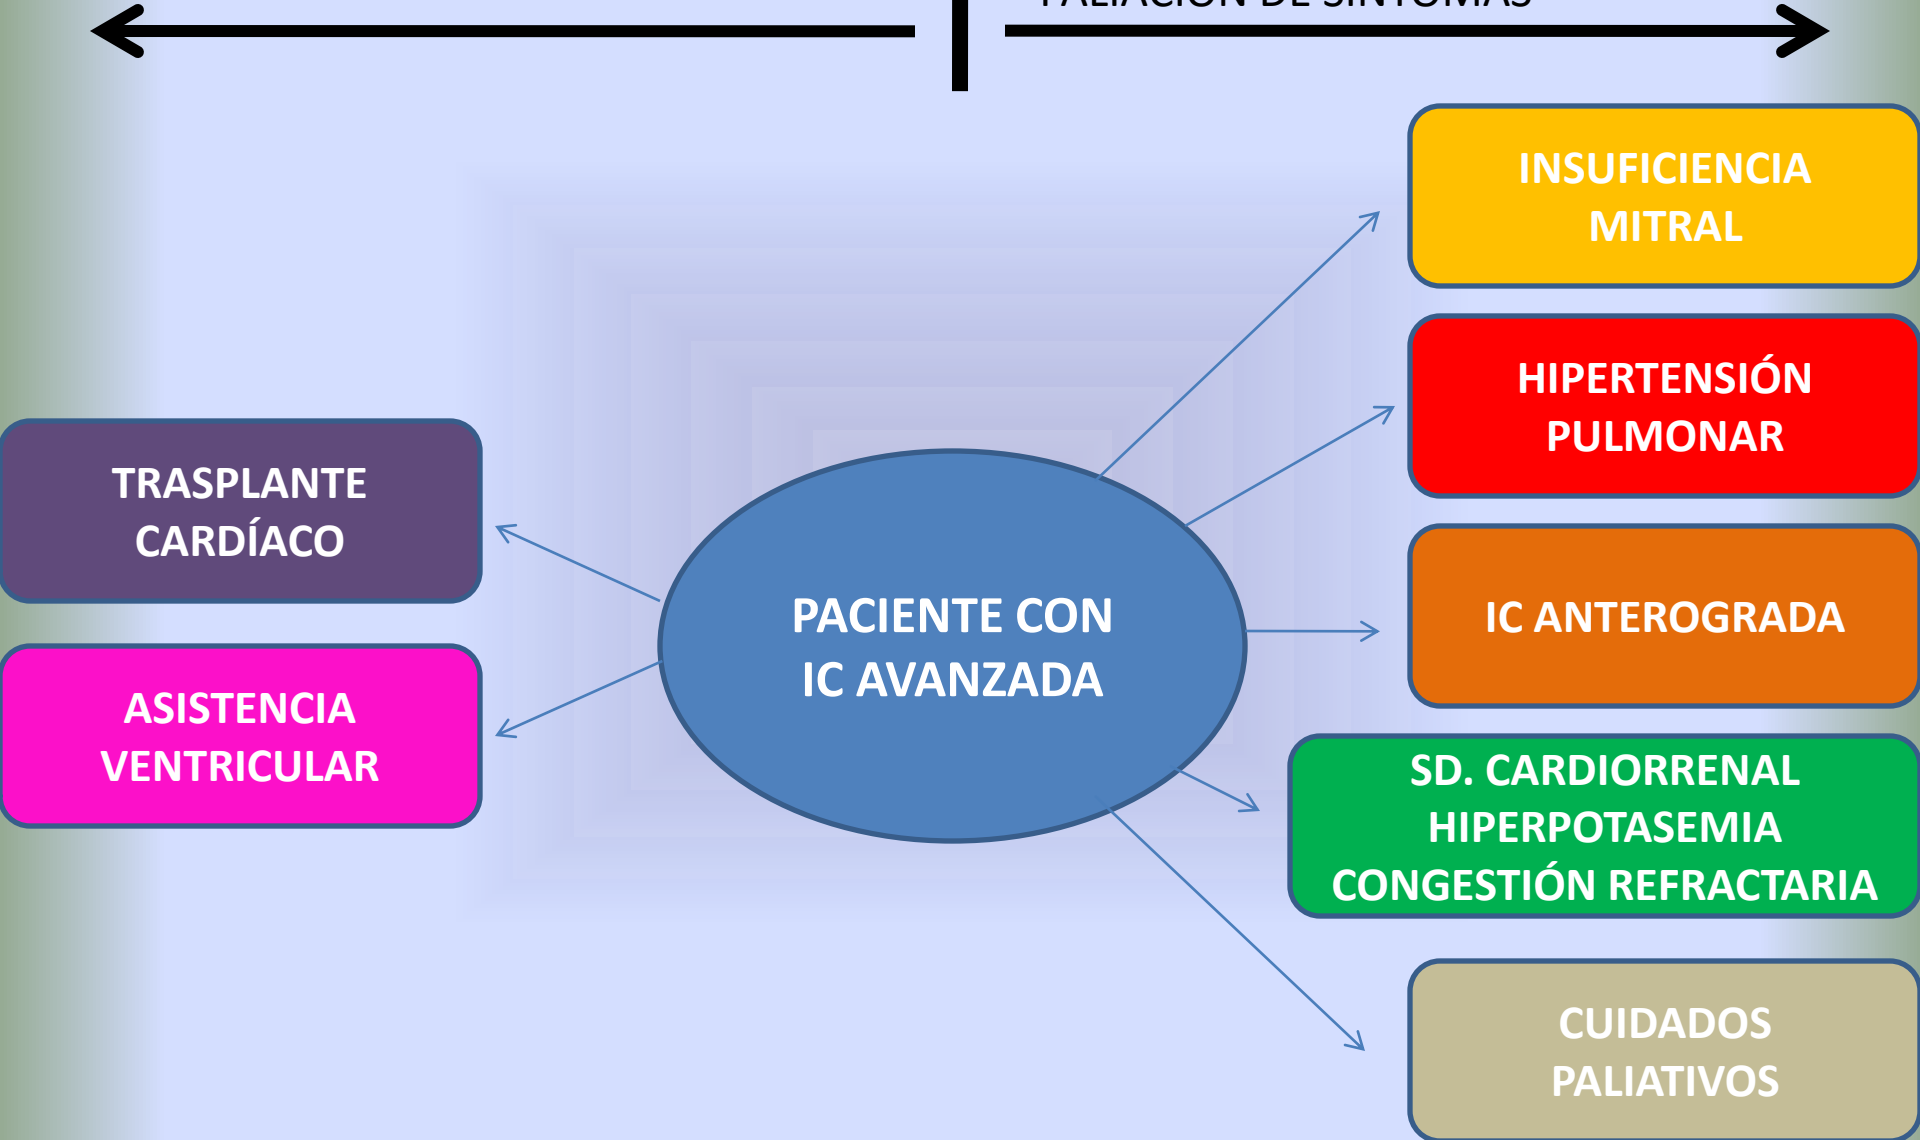 PALIACIÓN DE SÍNTOMAS
INSUFICIENCIA
MITRAL
HIPERTENSIÓN
PULMONAR
TRASPLANTE
CARDÍACO
PACIENTE CON
IC AVANZADA
IC ANTEROGRADA
ASISTENCIA
VENTRICULAR
SD. CARDIORRENAL
HIPERPOTASEMIA
CONGESTIÓN REFRACTARIA
CUIDADOS
PALIATIVOS